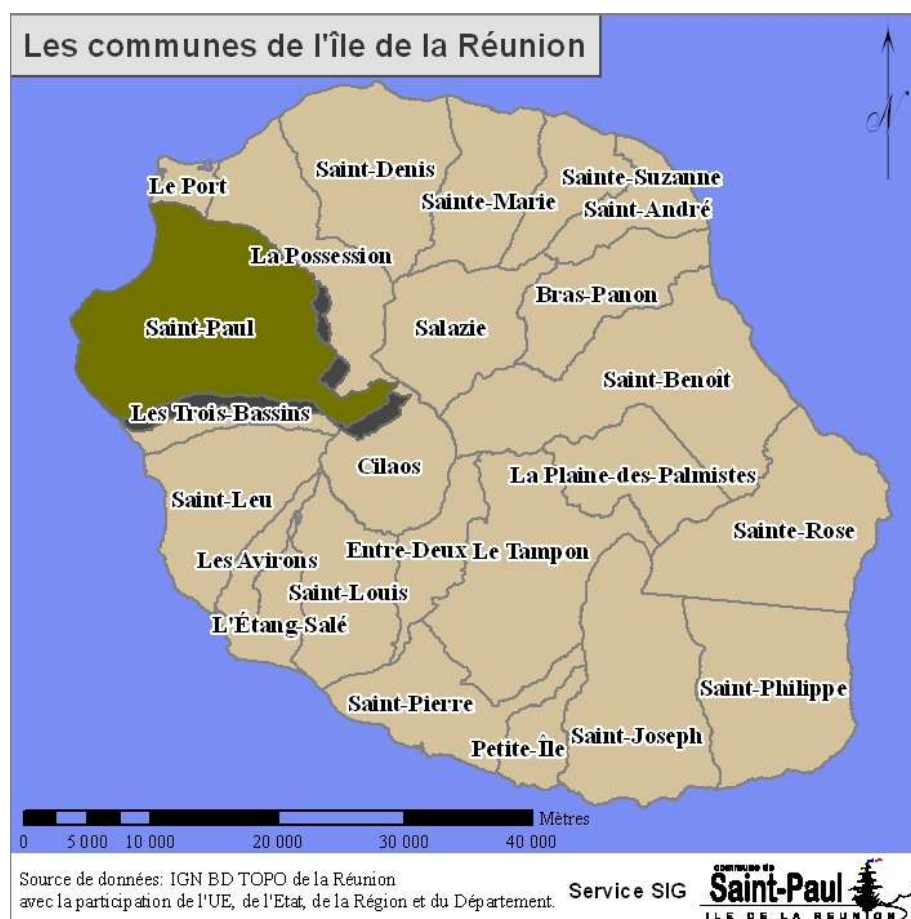 Les communes de l'île de la Réunion
N
Saint-Denis
Sainte-Suzanne
Le Port
Sainte-Marie
Saint-André
La Possession
Bras-Panon
Saint-Paul
Salazie
Saint-Benoît
Les Trois-Bassins
Cilaos
La Plaine-des-Palmistes
Saint-Leu
Sainte-Rose
Les Avirons
Entre-Deux
Le Tampon
Saint-Louis
L'Étang-Salé
Saint-Philippe
Saint-Pierre
Saint-Joseph
Petite-Île
Mètres
0 5 000 10 000 20 000 30 000 40 000
Source de données: IGN BD TOPO de la Réunion
avec la participation de l'UE, de l'Etat, de la Région et du Département.
Service SIG
commune de
Saint-Paul
ILE DE LA REUNION